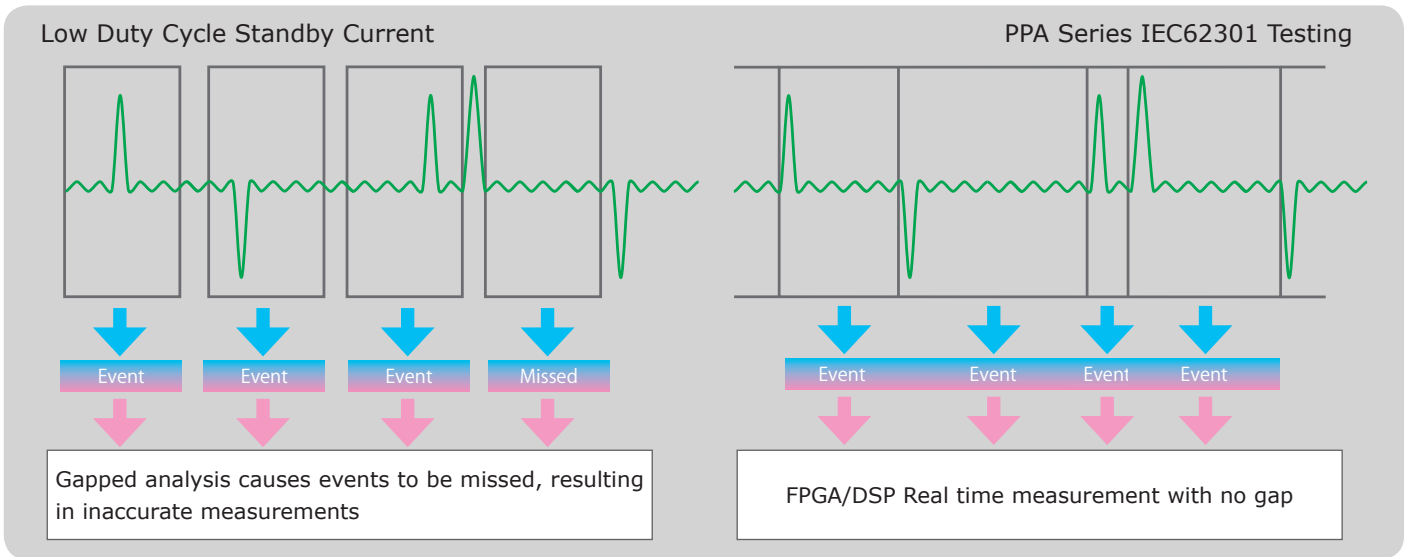 Low Duty Cycle Standby Current
PPA Series IEC62301 Testing
Event
Event
Event
Missed
Event
Event
Event
Event
Gapped analysis causes events to be missed, resulting
in inaccurate measurements
FPGA/DSP Real time measurement with no gap